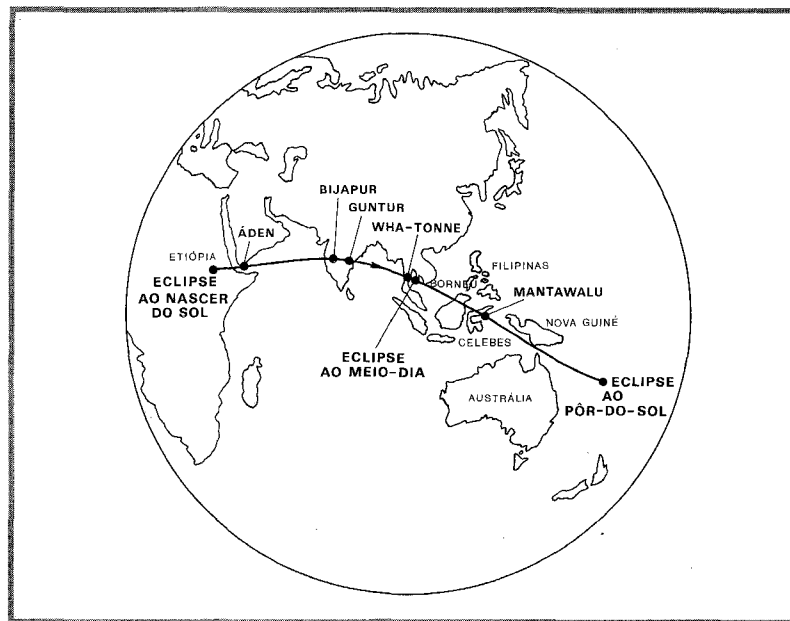 BIJAPUR
GUNTUR
WHA-TONNE
ÁDEN
ETIÓPIA
ECLIPSE
AO NASCER
DO SOL
FILIPINAS
BORNÉU
MANTAWALU
NOVA GUINÉ
CELEBES
ECLIPSE
AO MEIO-DIA
AUSTRÁLIA
ECLIPSE
AO
PÔR-DO-SOL